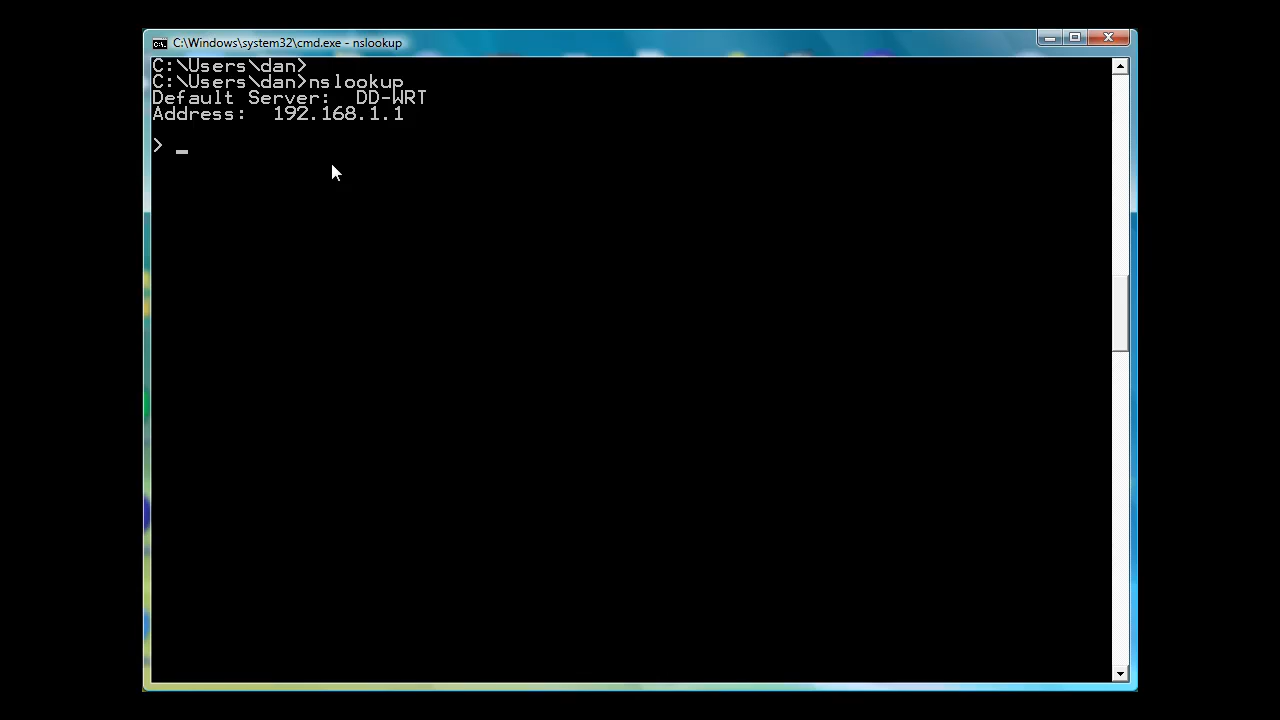 C:\Windows\system32\cmd.exe - nslookup
C:\Users\dan>
C:\Users\dan>nslookup
Default Server:  DD-WRT
Address:  192.168.1.1
> _